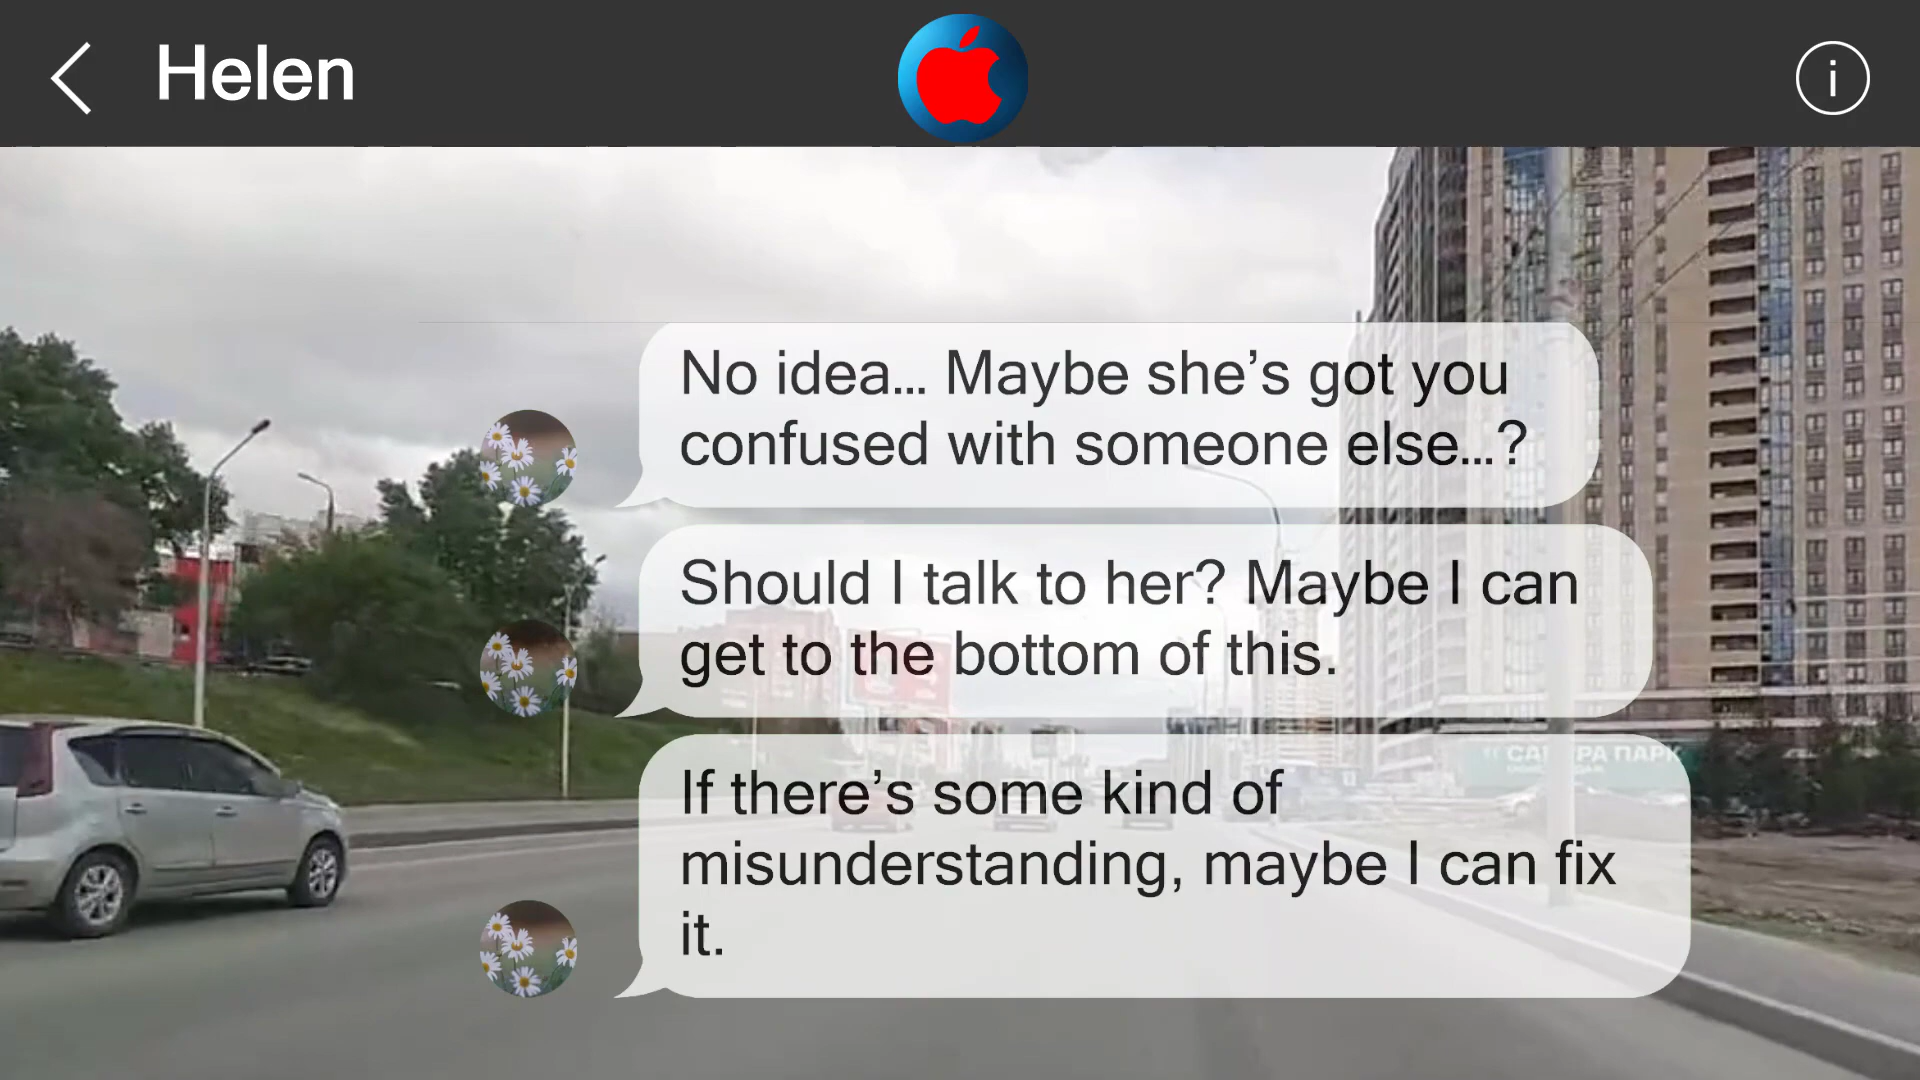 Helen
No idea… Maybe she’s got you
confused with someone else…?
Should I talk to her? Maybe I can
get to the bottom of this.
If there’s some kind of
misunderstanding, maybe I can fix
it.
ПАРК